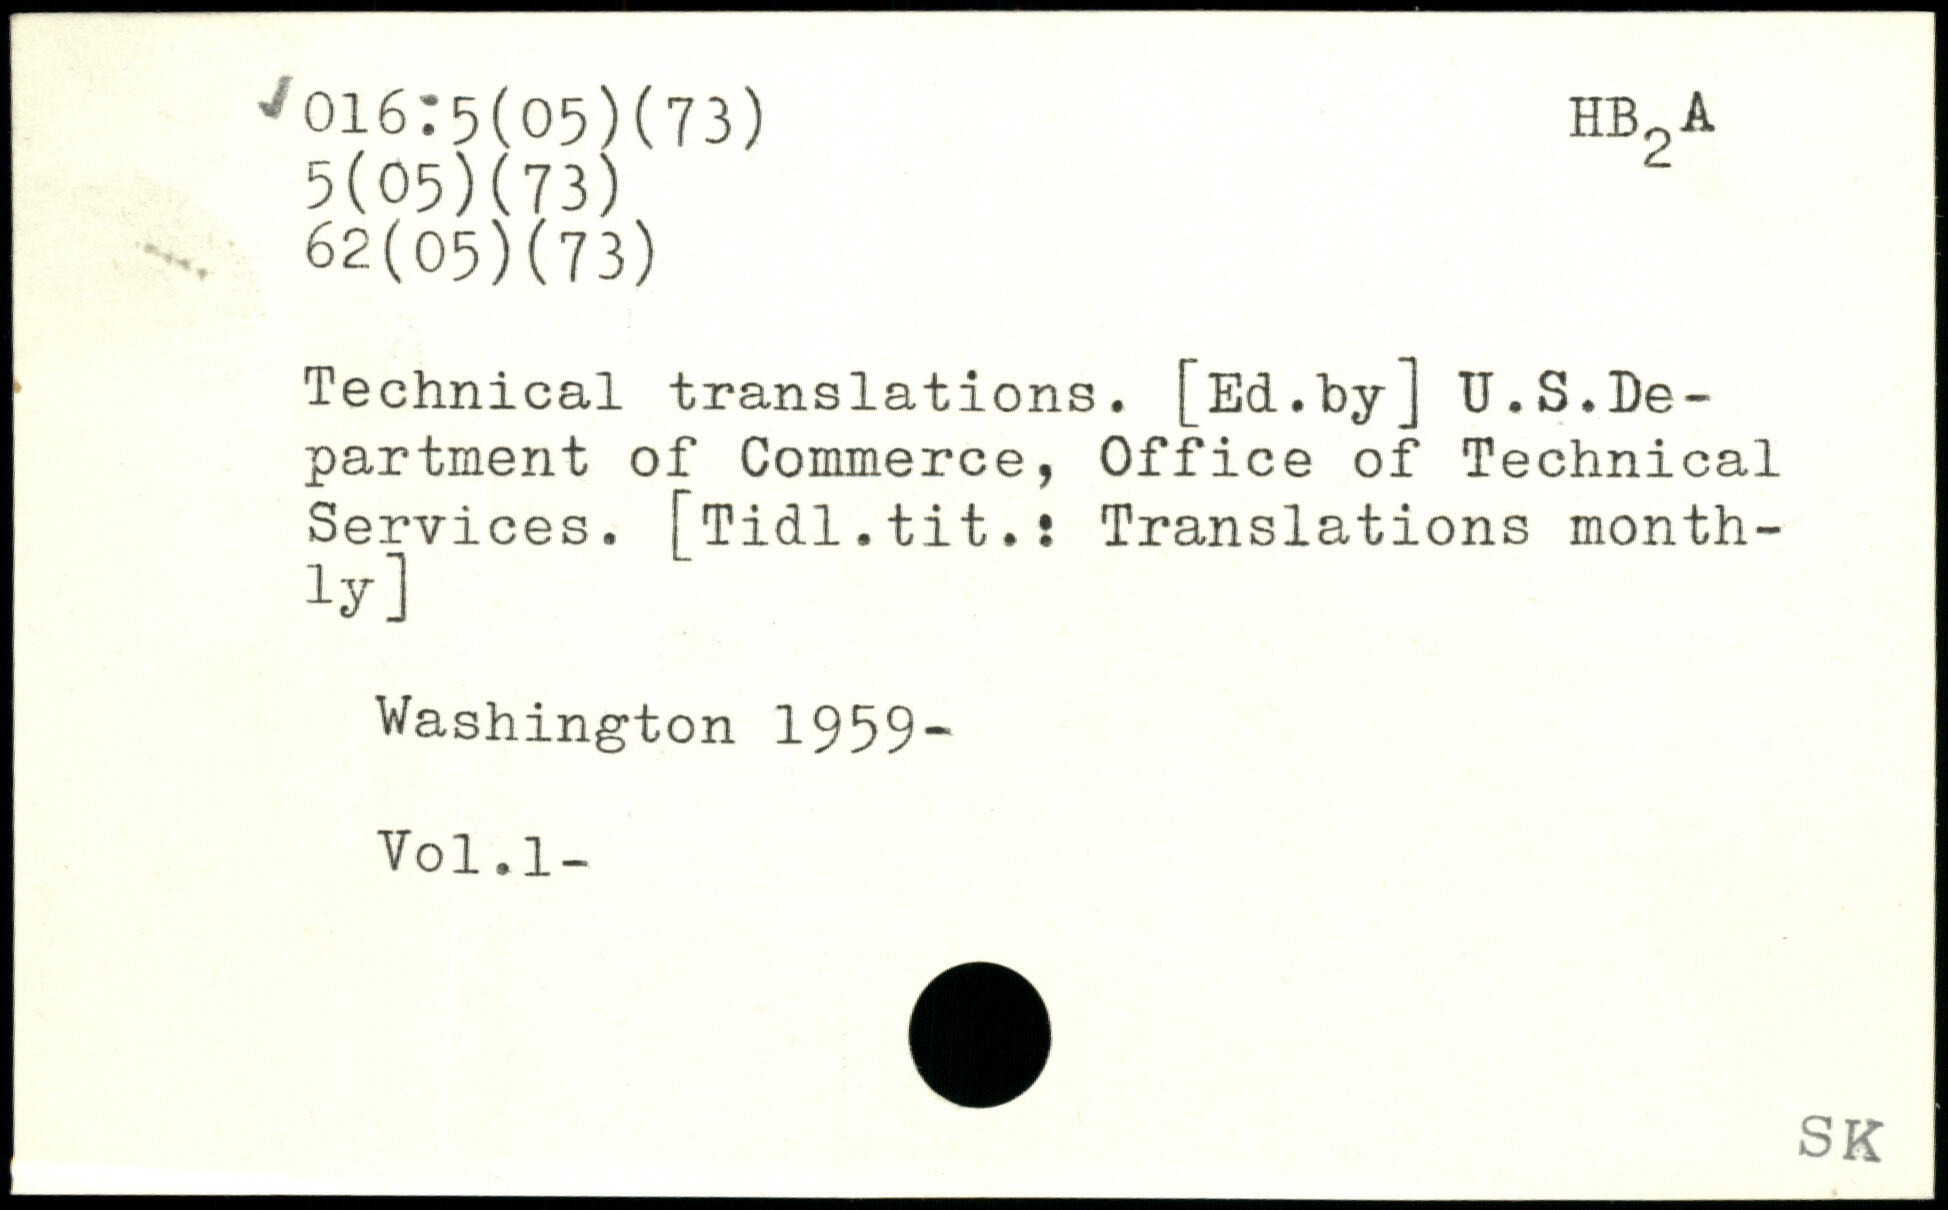 ✓016:5(05)(73) HB₂A
5(05)(73)
62(05)(73)
Technical translations. [Ed.by] U.S.De-
partment of Commerce, Office of Technical
Services. [Tidl.tit.: Translations month-
ly]
Washington 1959-
Vol.1-
SK